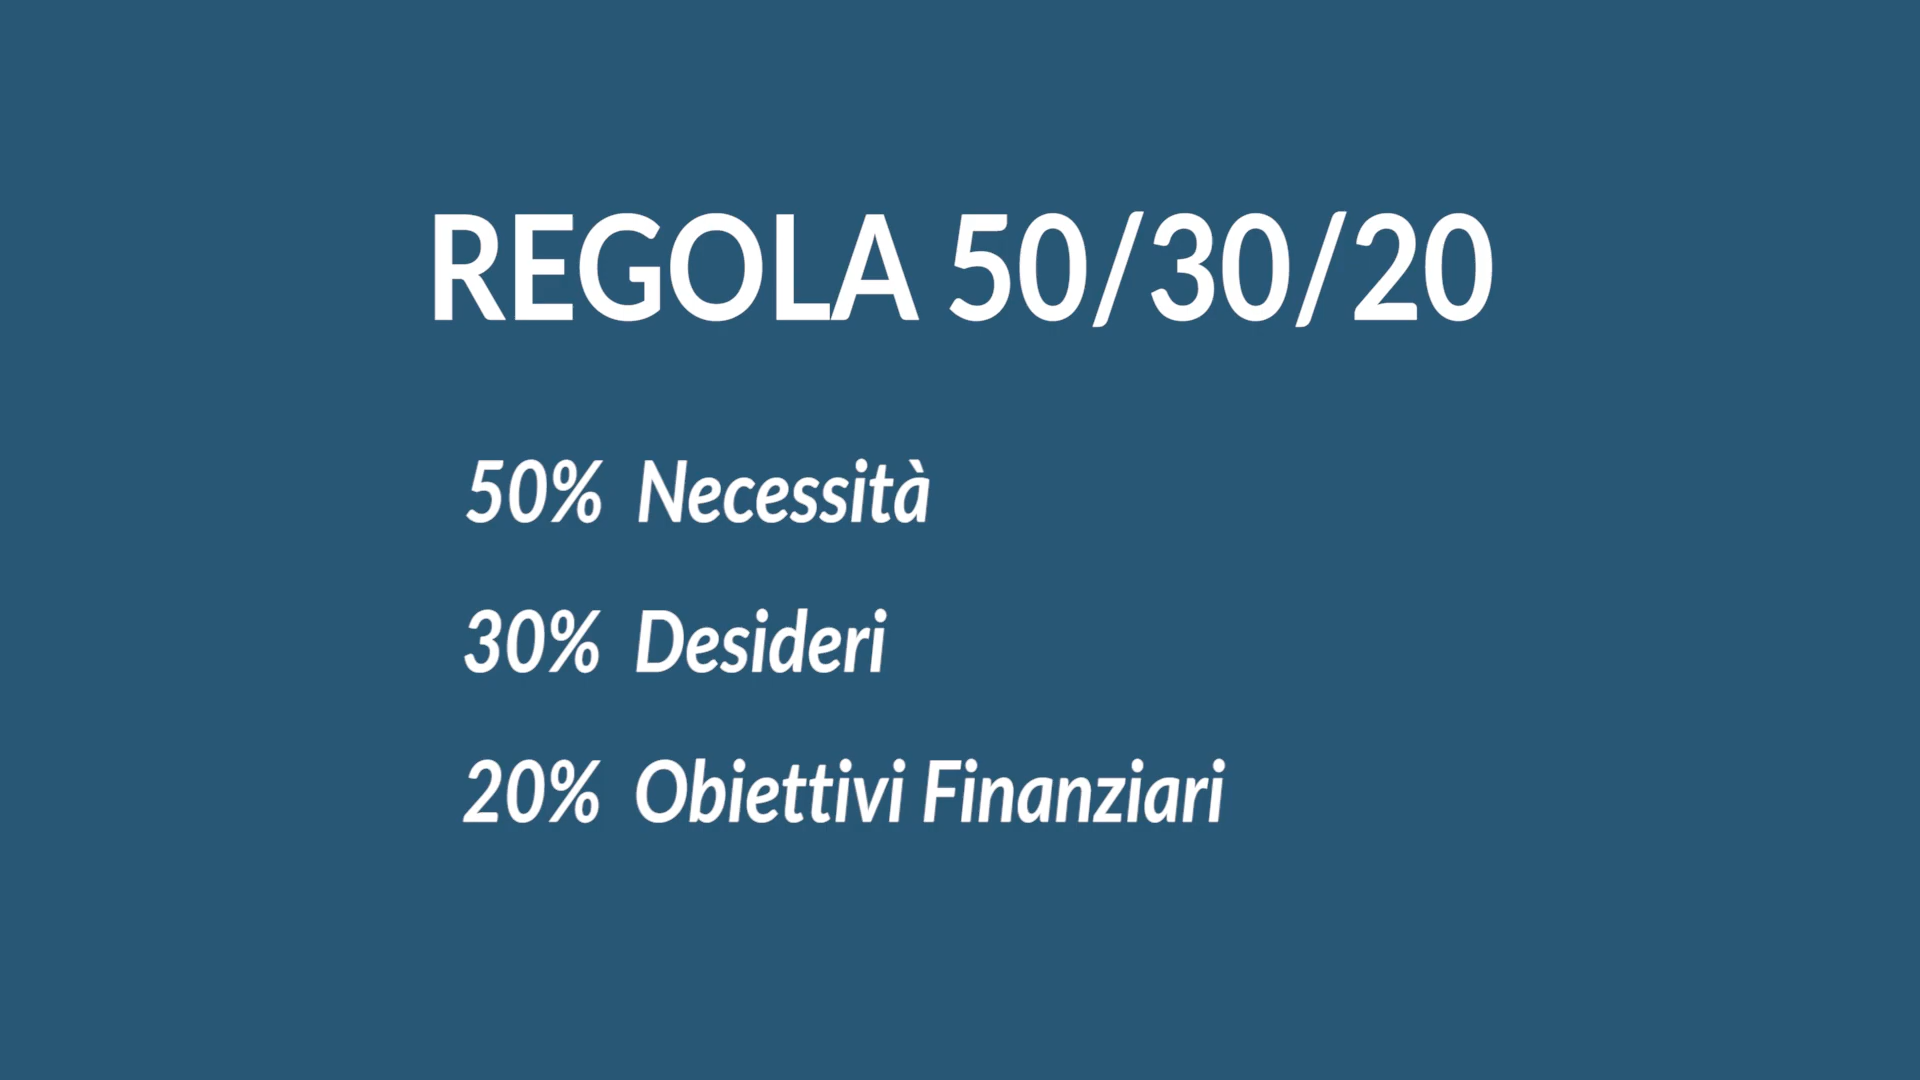 REGOLA 50/30/20
50% Necessità
30% Desideri
20% Obiettivi Finanziari